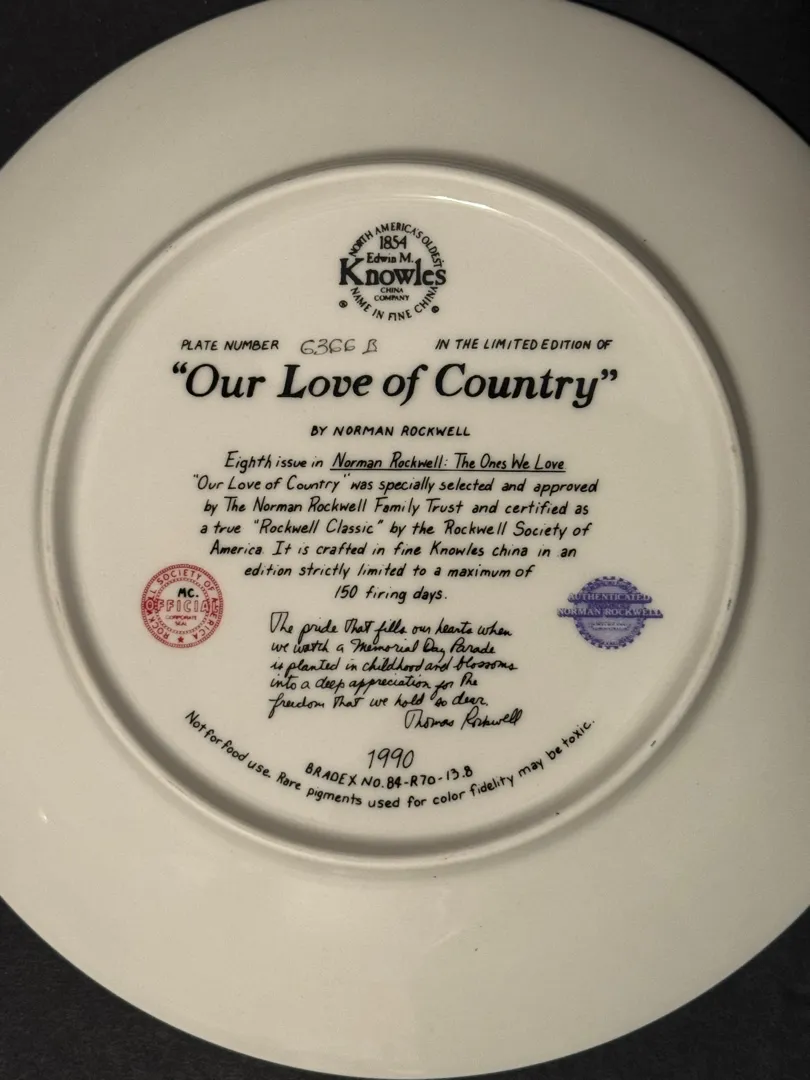 NORTH AMERICA'S OLDEST
1854
Edwin M.
Knowles
CHINA
COMPANY
NAME IN FINE CHINA
PLATE NUMBER 6366 B IN THE LIMITED EDITION OF
"Our Love of Country"
BY NORMAN ROCKWELL
Eighth issue in Norman Rockwell: The Ones We Love
"Our Love of Country" was specially selected and approved
by The Norman Rockwell Family Trust and certified as
a true "Rockwell Classic" by the Rockwell Society of
America. It is crafted in fine Knowles china in an
edition strictly limited to a maximum of
150 firing days.
ROCKWELL SOCIETY OF AMERICA
MC.
OFFICIAL
CORPORATE
SEAL
AUTHENTICATED
NORMAN ROCKWELL
The pride that fills our hearts when
we watch a Memorial Day Parade
is planted in childhood and blossoms
into a deep appreciation for the
freedom that we hold so dear.
Thomas Rockwell
1990
BRADEX NO. 84-R70-13.8
Not for food use. Rare pigments used for color fidelity may be toxic.